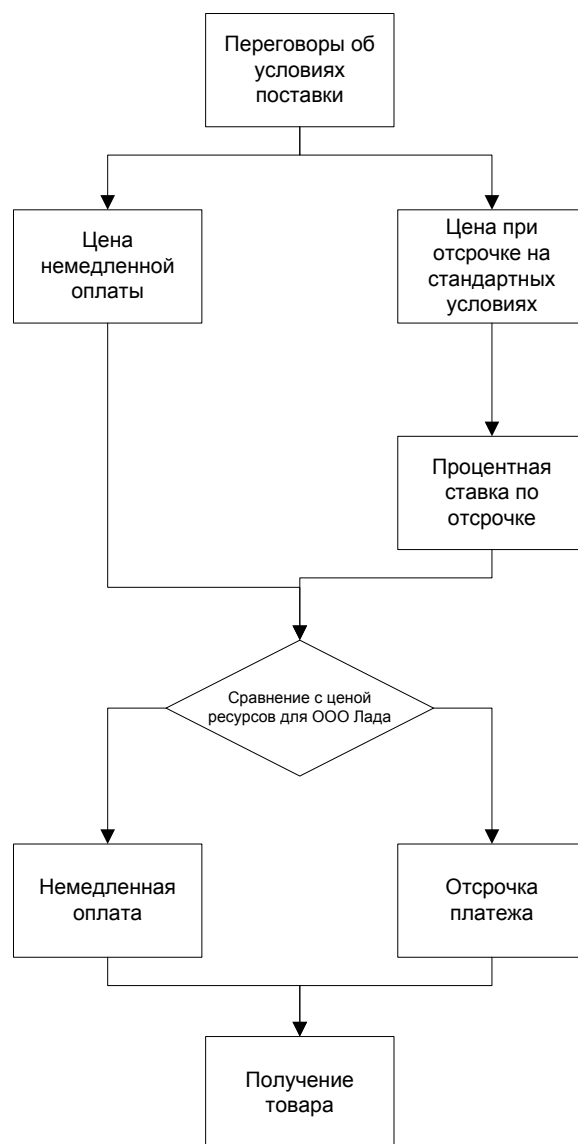 Переговоры об
условиях
поставки
Цена
немедленной
оплаты
Цена при
отсрочке на
стандартных
условиях
Процентная
ставка по
отсрочке
Сравнение с ценой
ресурсов для ООО Лада
Немедленная
оплата
Отсрочка
платежа
Получение
товара